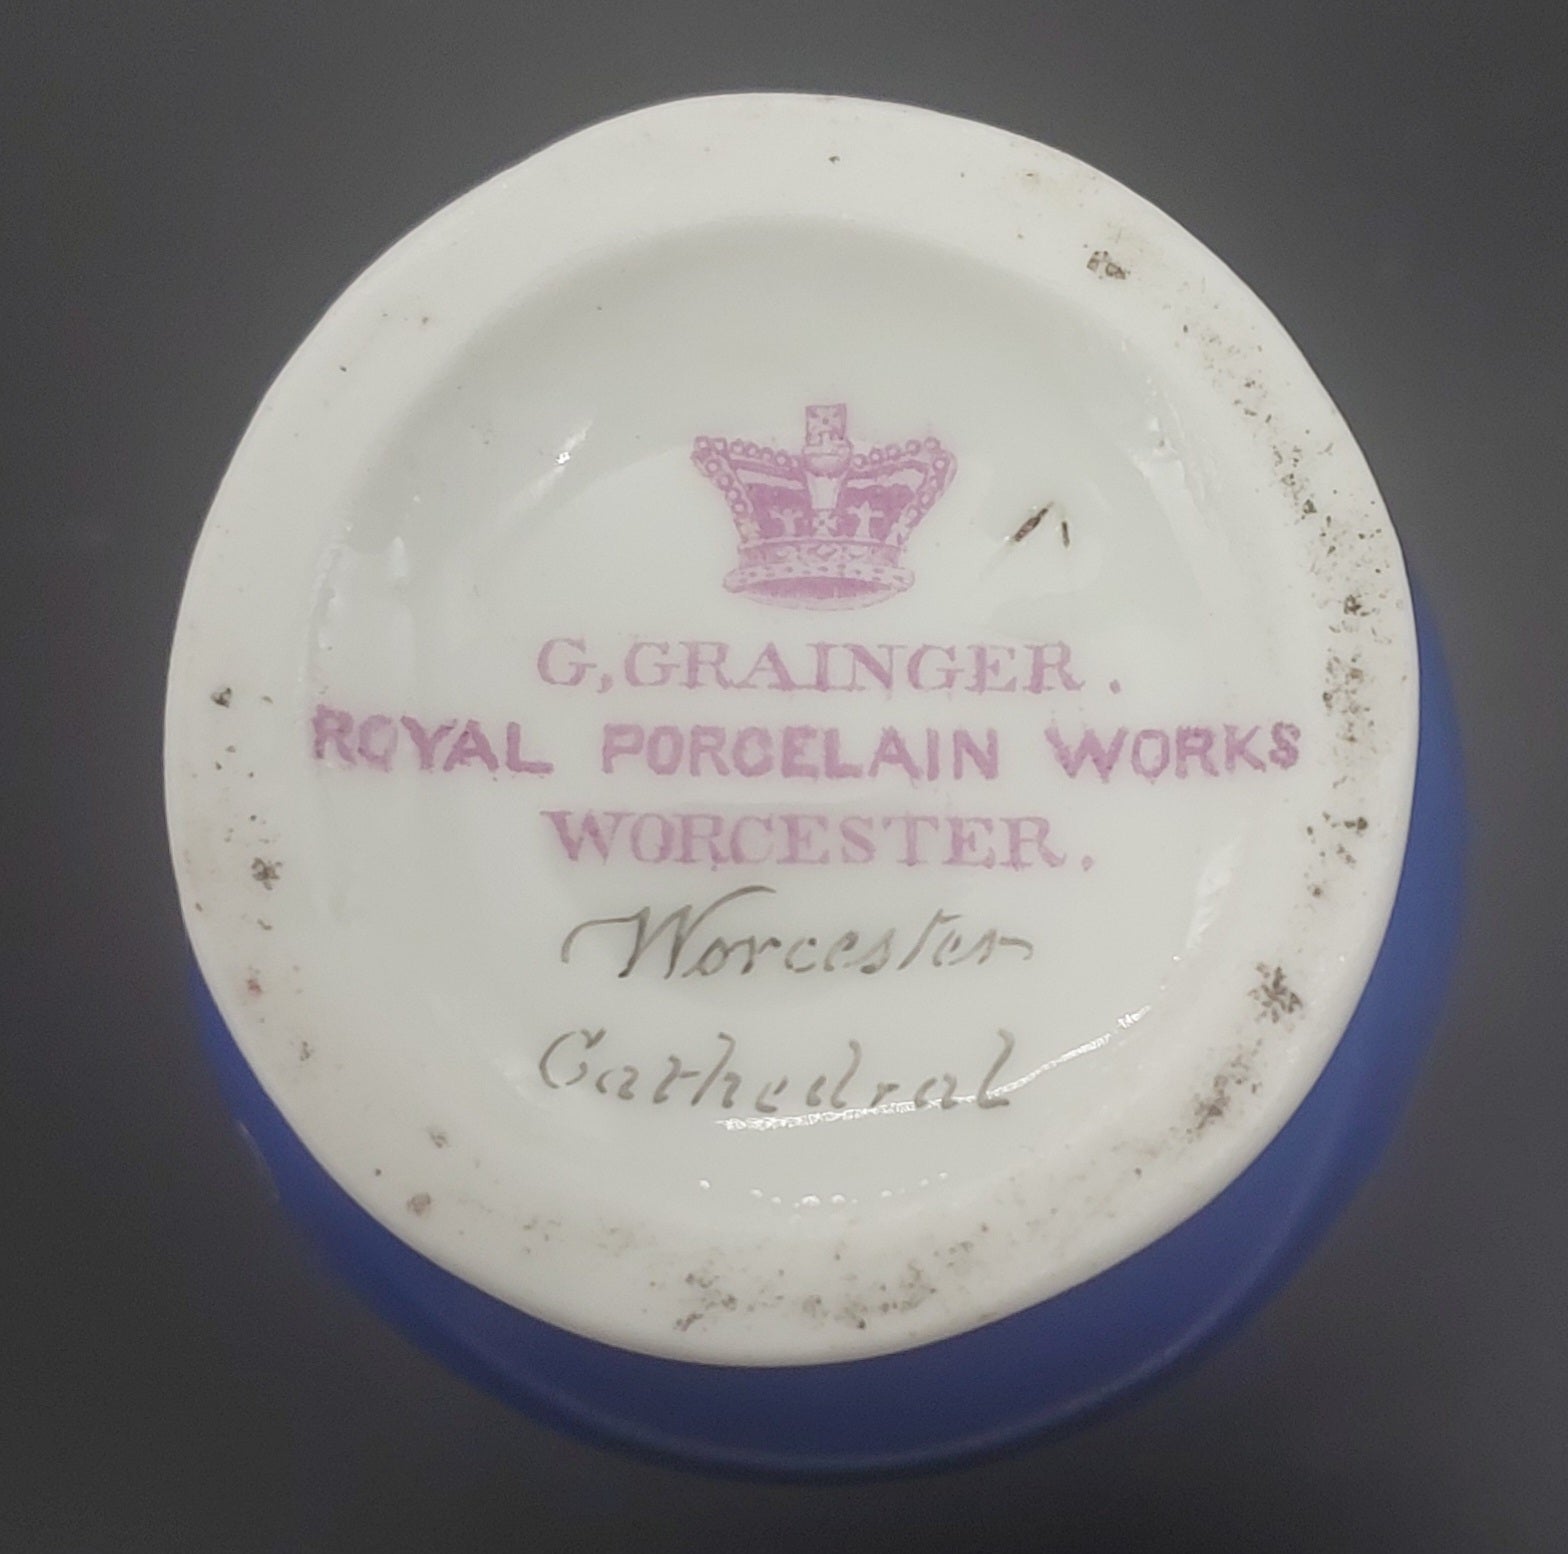 G, GRAINGER.
ROYAL PORCELAIN WORKS
WORCESTER.
Worcester
Cathedral